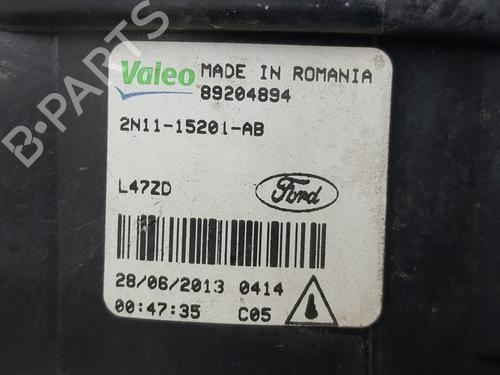 B-PARTS
Valeo MADE IN ROMANIA
89204894
2N11-15201-AB
L47ZD
Ford
28/06/2013 0414
00:47:35 C05